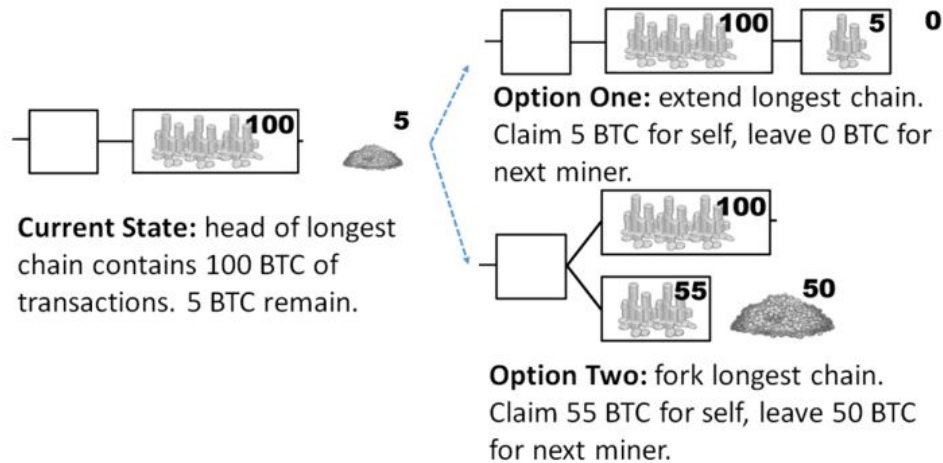 100 5 0
Option One: extend longest chain.
Claim 5 BTC for self, leave 0 BTC for
next miner.
100 5
Current State: head of longest
chain contains 100 BTC of
transactions. 5 BTC remain.
100
55 50
Option Two: fork longest chain.
Claim 55 BTC for self, leave 50 BTC
for next miner.